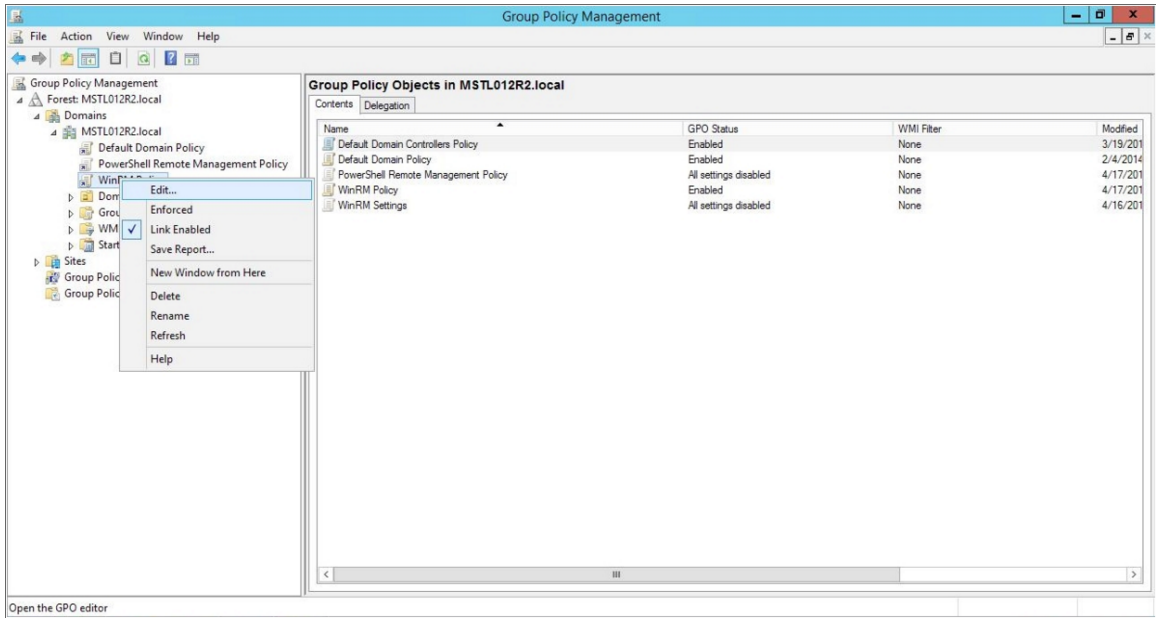 Group Policy Management
File Action View Window Help
Group Policy Management
Forest: MSTL012R2.local
Domains
MSTL012R2.local
Default Domain Policy
PowerShell Remote Management Policy
Dom
Grou
WM
Start
Sites
Group Polic
Group Polic
Edit...
Enforced
Link Enabled
Save Report...
New Window from Here
Delete
Rename
Refresh
Help
Group Policy Objects in MSTL012R2.local
Contents Delegation
Name GPO Status WMI Filter Modified
Default Domain Controllers Policy Enabled None 3/19/201
Default Domain Policy Enabled None 2/4/2014
PowerShell Remote Management Policy All settings disabled None 4/17/201
WinRM Policy Enabled None 4/17/201
WinRM Settings All settings disabled None 4/16/201
Open the GPO editor